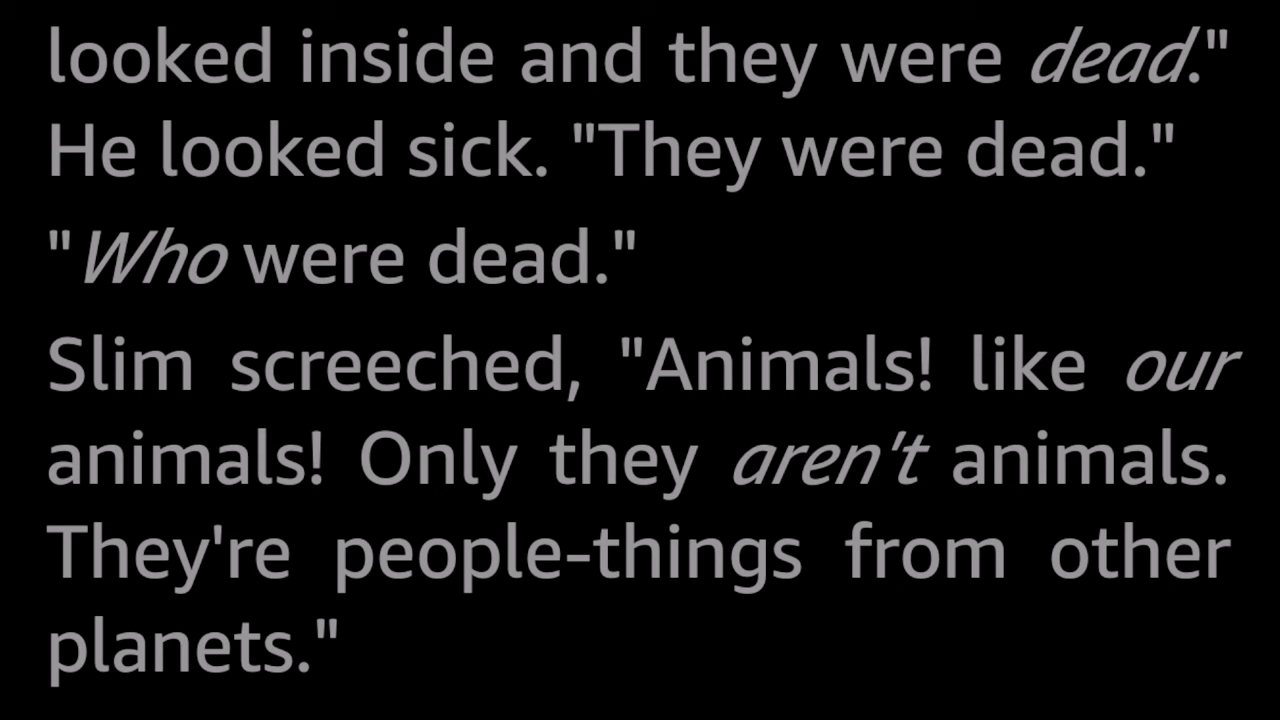 looked inside and they were dead."
He looked sick. "They were dead."
"Who were dead."
Slim screeched, "Animals! like our
animals! Only they aren't animals.
They're people-things from other
planets."